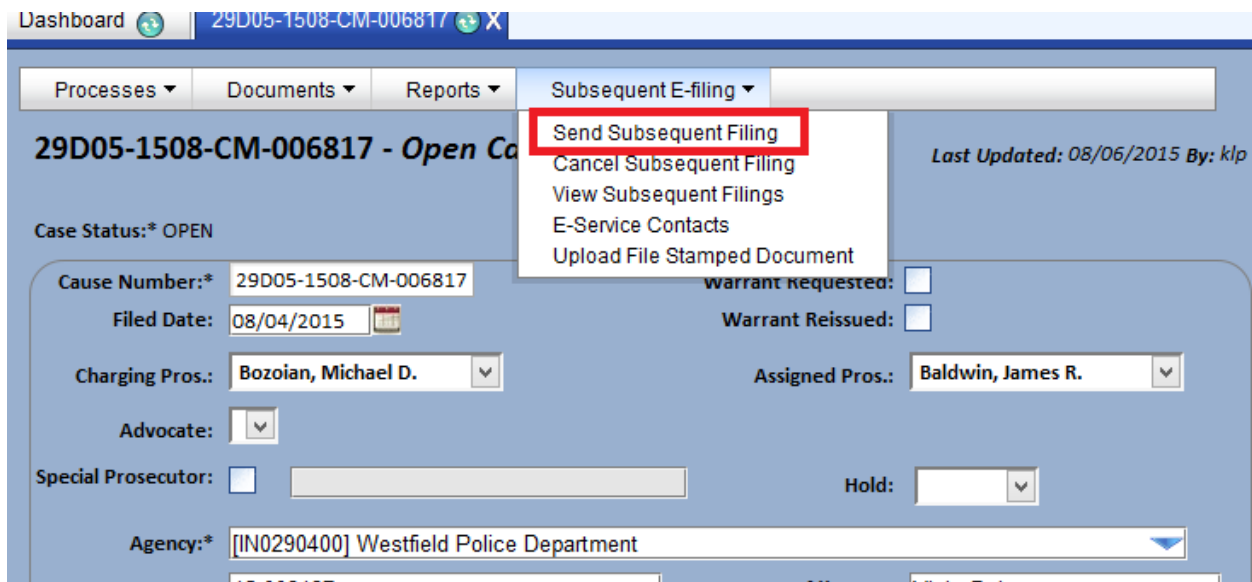 Dashboard 29D05-1508-CM-006817 X
Processes Documents Reports Subsequent E-filing
Send Subsequent Filing
Cancel Subsequent Filing
View Subsequent Filings
E-Service Contacts
Upload File Stamped Document
29D05-1508-CM-006817 - Open
Last Updated: 08/06/2015 By: klp
Case Status:* OPEN
Cause Number:* 29D05-1508-CM-006817
Warrant Requested:
Filed Date: 08/04/2015
Warrant Reissued:
Charging Pros.: Bozoian, Michael D.
Assigned Pros.: Baldwin, James R.
Advocate:
Special Prosecutor:
Hold:
Agency:* [IN0290400] Westfield Police Department